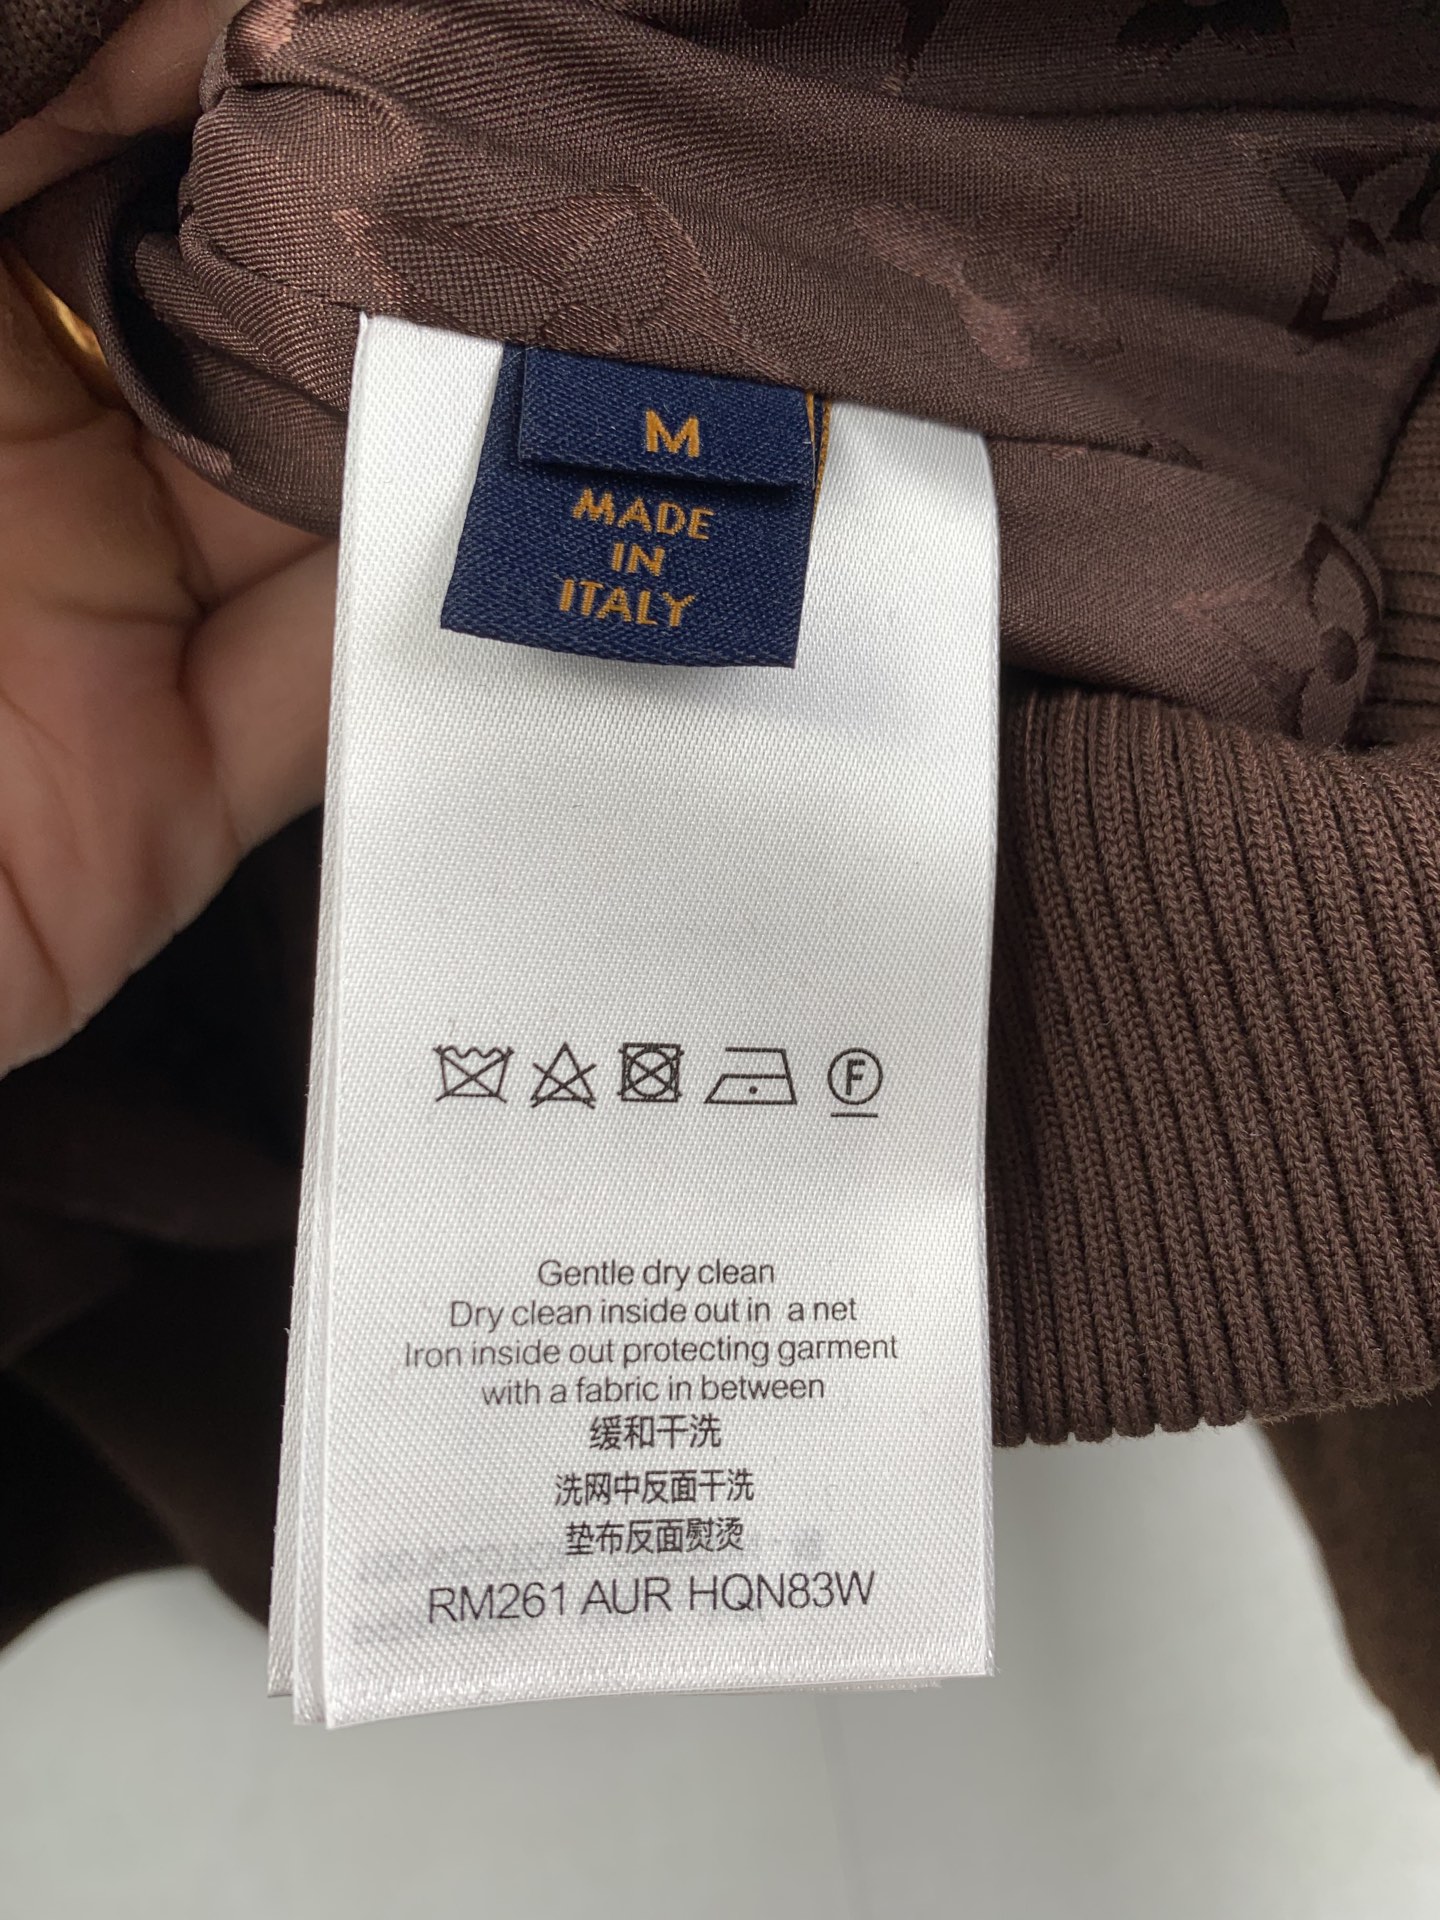 M
MADE
IN
ITALY
F
Gentle dry clean
Dry clean inside out in a net
Iron inside out protecting garment
with a fabric in between
缓和干洗
洗网中反面干洗
垫布反面熨烫
RM261 AUR HQN83W